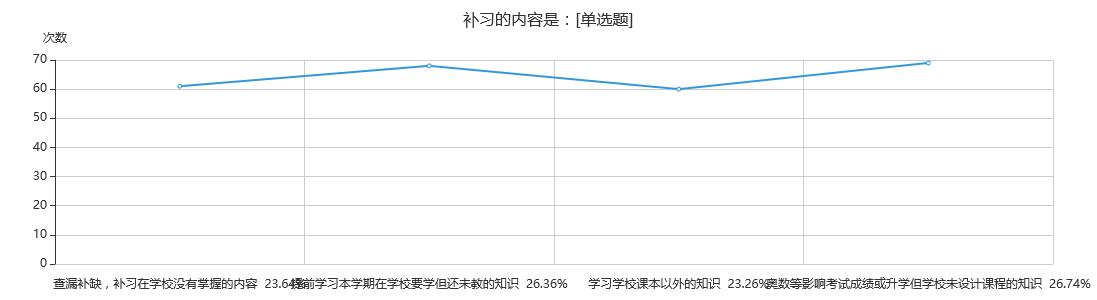 补习的内容是：[单选题]
次数
70
60
50
40
30
20
10
0
查漏补缺，补习在学校没有掌握的内容 23.64%
提前学习本学期在学校要学但还未教的知识 26.36%
学习学校课本以外的知识 23.26%
奥数等影响考试成绩或升学但学校未设计课程的知识 26.74%